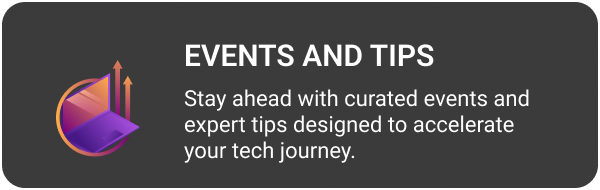 EVENTS AND TIPS
Stay ahead with curated events and
expert tips designed to accelerate
your tech journey.